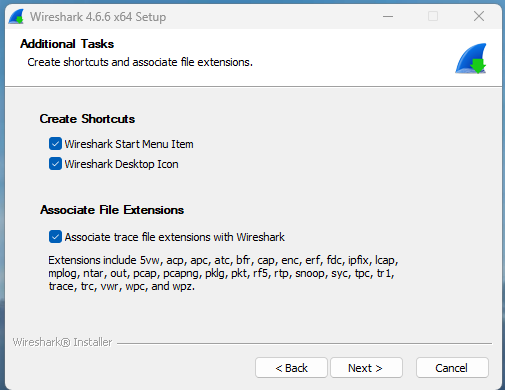 Wireshark 4.6.6 x64 Setup
Additional Tasks
Create shortcuts and associate file extensions.
Create Shortcuts
Wireshark Start Menu Item
Wireshark Desktop Icon
Associate File Extensions
Associate trace file extensions with Wireshark
Extensions include 5vw, acp, apc, atc, bfr, cap, enc, erf, fdc, ipfix, lcap,
mplog, ntar, out, pcap, pcapng, pklg, pkt, rf5, rtp, snoop, syc, tpc, tr1,
trace, trc, vwr, wpc, and wpz.
Wireshark® Installer
< Back
Next >
Cancel